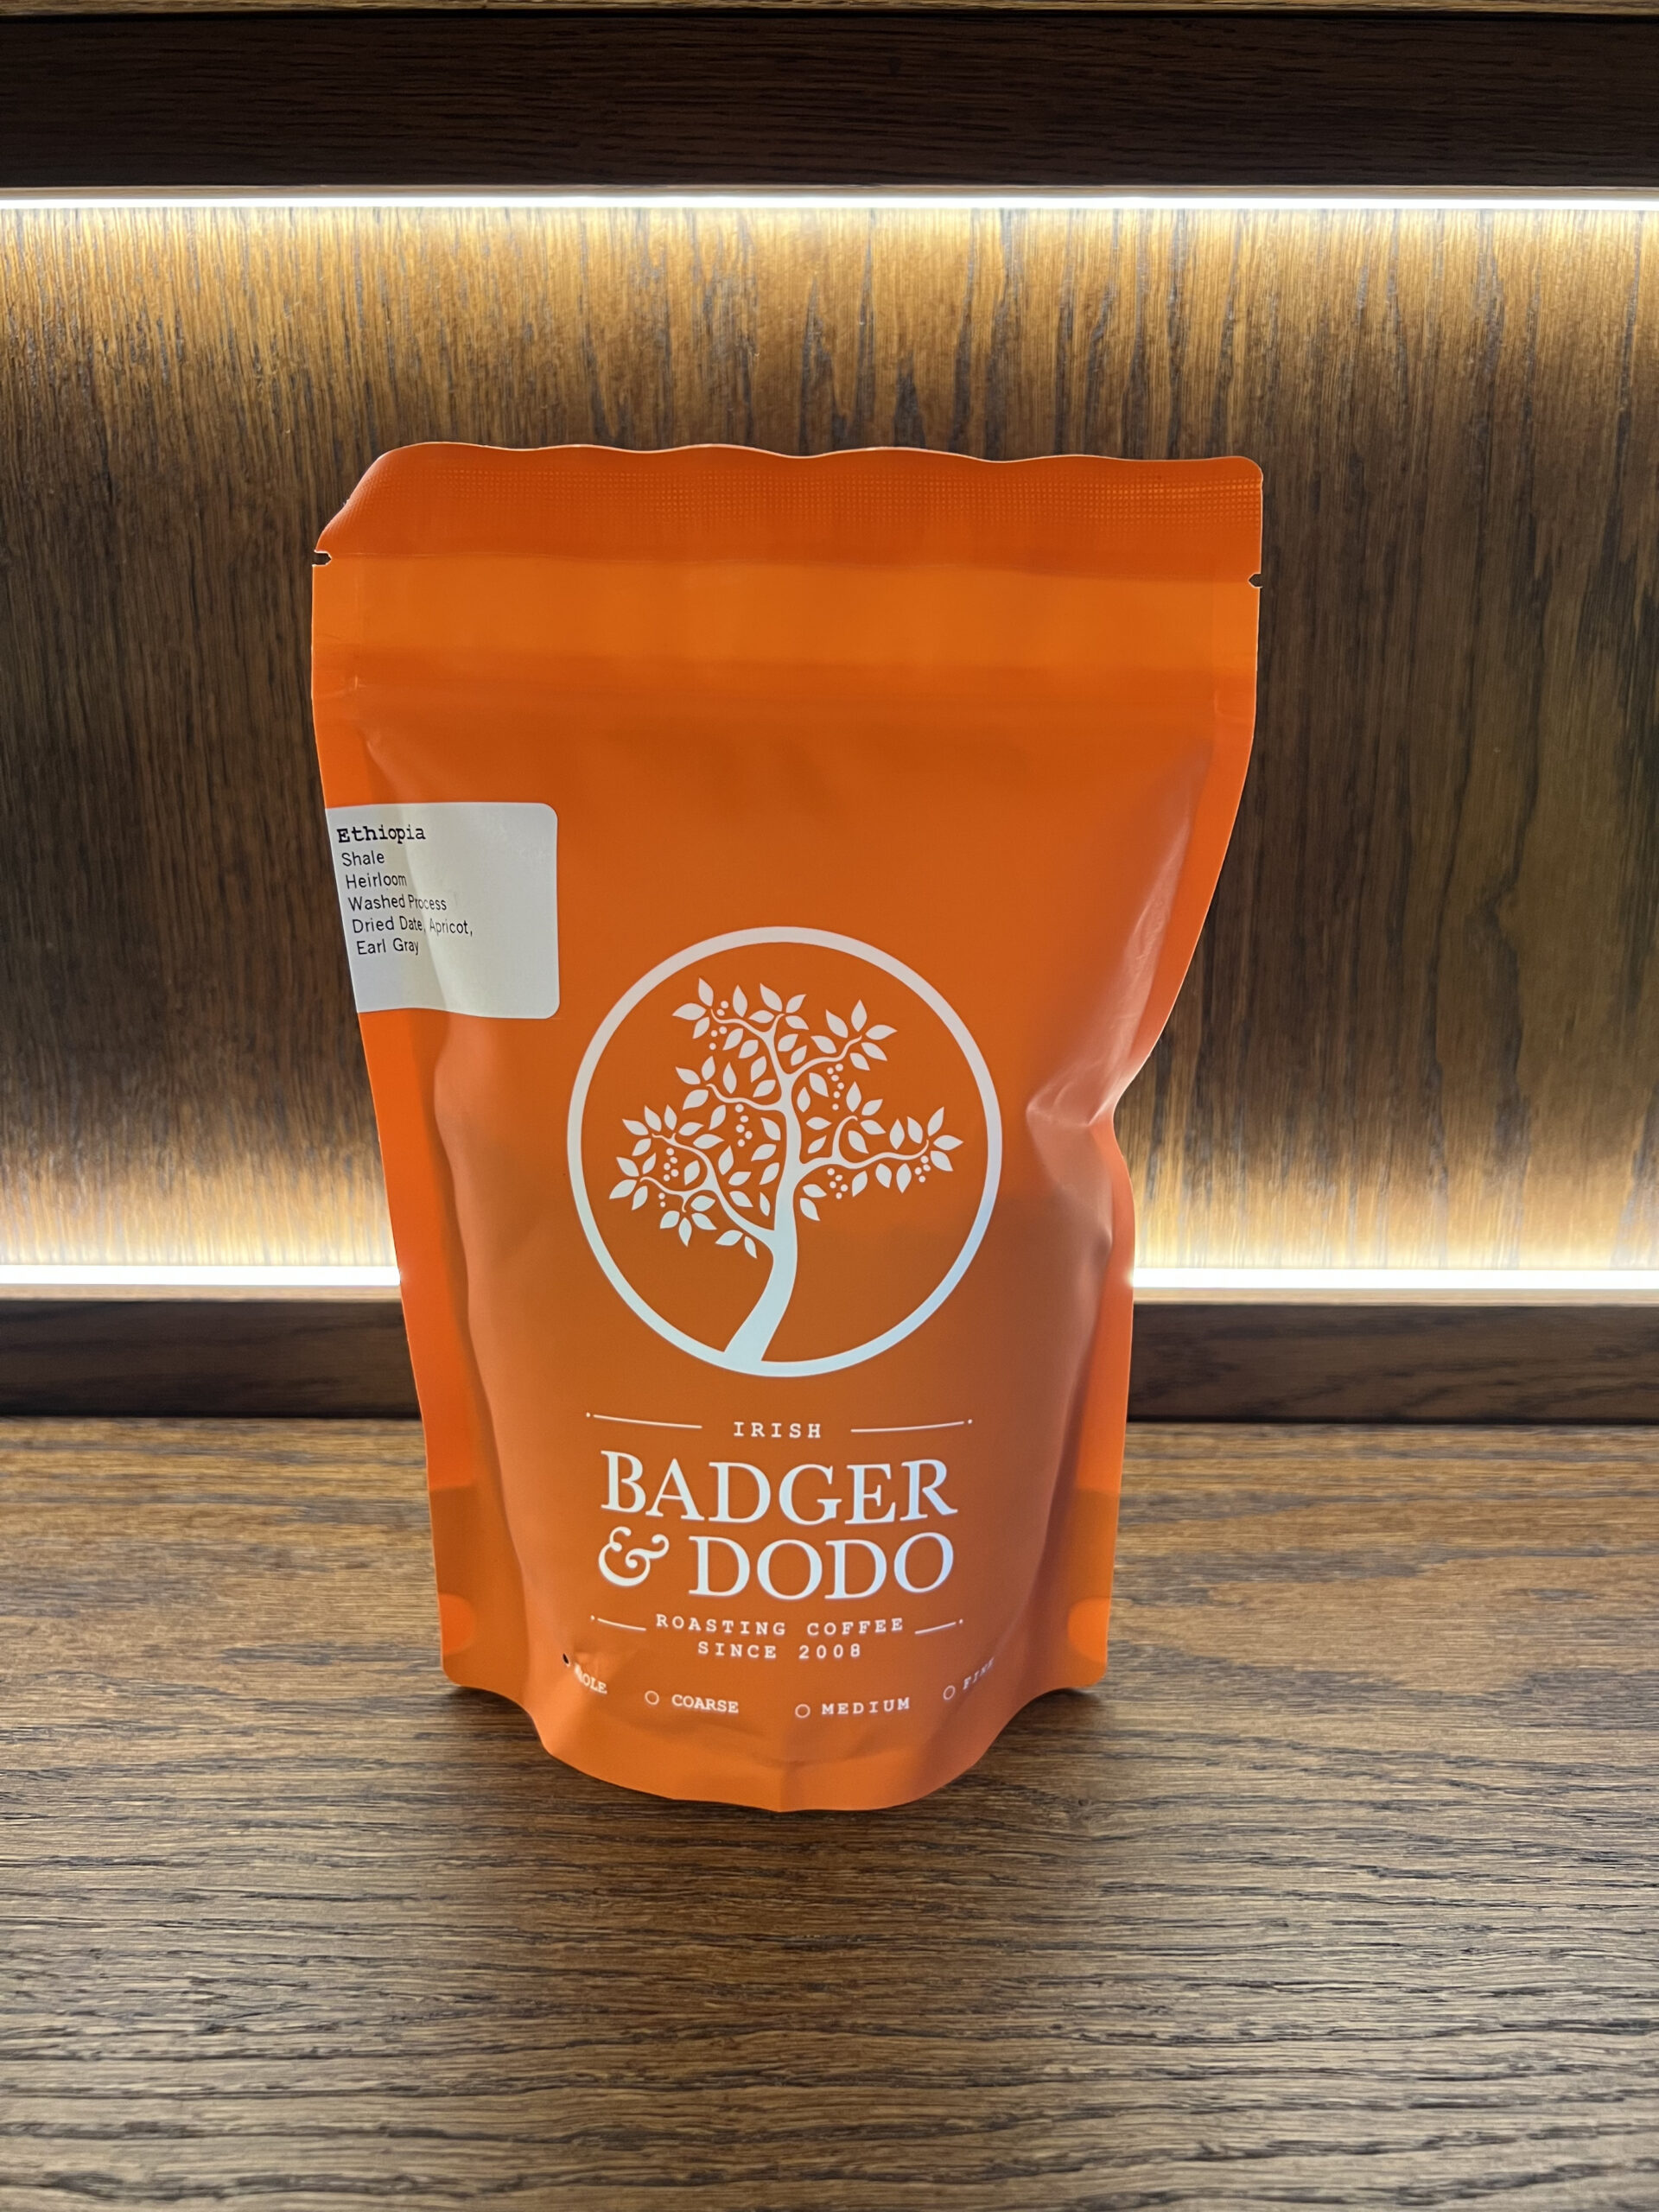 Ethiopia
Shale
Heirloom
Washed Process
Dried Date, Apricot,
Earl Gray
IRISH
BADGER
& DODO
ROASTING COFFEE
SINCE 2008
COARSE
MEDIUM